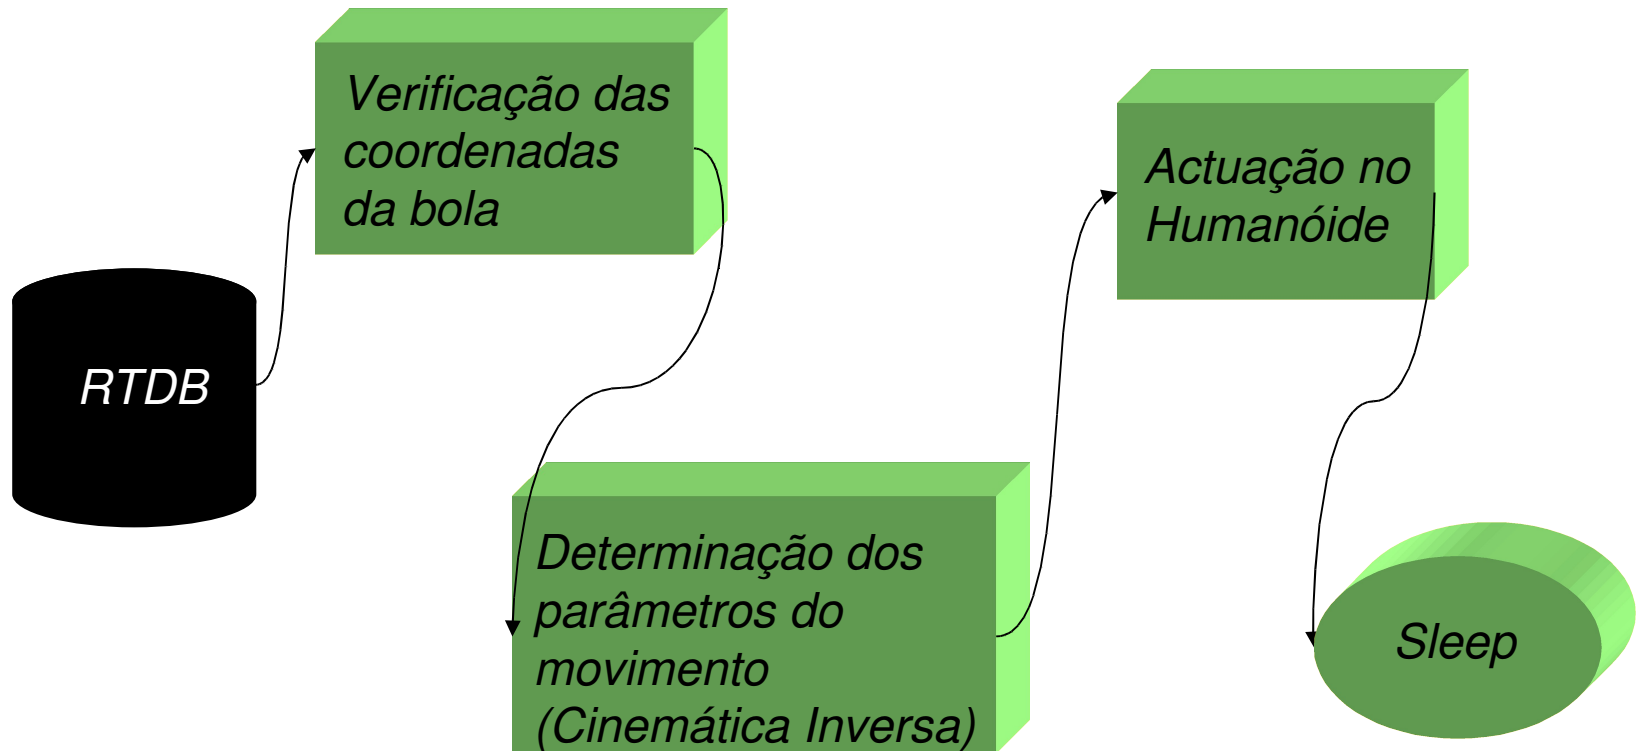 RTDB
Verificação das
coordenadas
da bola
Determinação dos
parâmetros do
movimento
(Cinemática Inversa)
Actuação no
Humanóide
Sleep